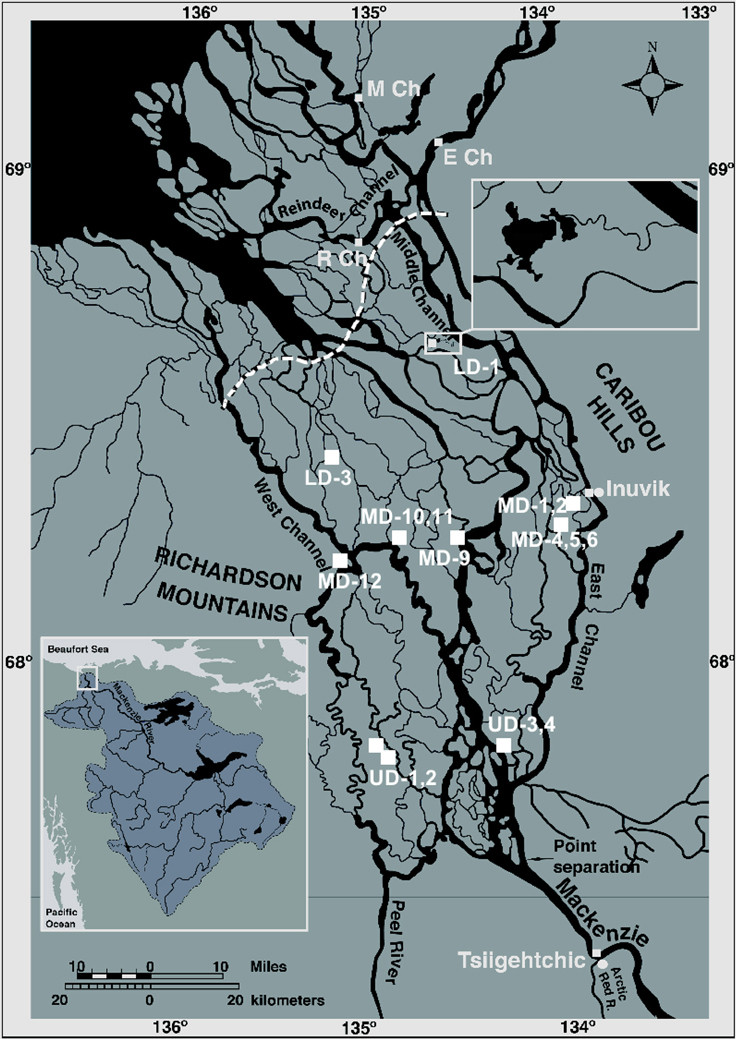 136° 135° 134° 133°
M Ch
E Ch
69° 69°
Reindeer Channel
R Ch
Middle Channel
LD-1
CARIBOU
HILLS
LD-3
Inuvik
MD-1,2
MD-10,11
MD-4,5,6
MD-9
West Channel
MD-12
RICHARDSON
MOUNTAINS
East Channel
68° 68°
Beaufort Sea
Mackenzie River
Pacific
Ocean
UD-3,4
UD-1,2
Point
separation
Mackenzie
Peel River
Tsiigehtchic
Arctic
Red R.
10 0 10 Miles
20 0 20 kilometers
136° 135° 134°
N